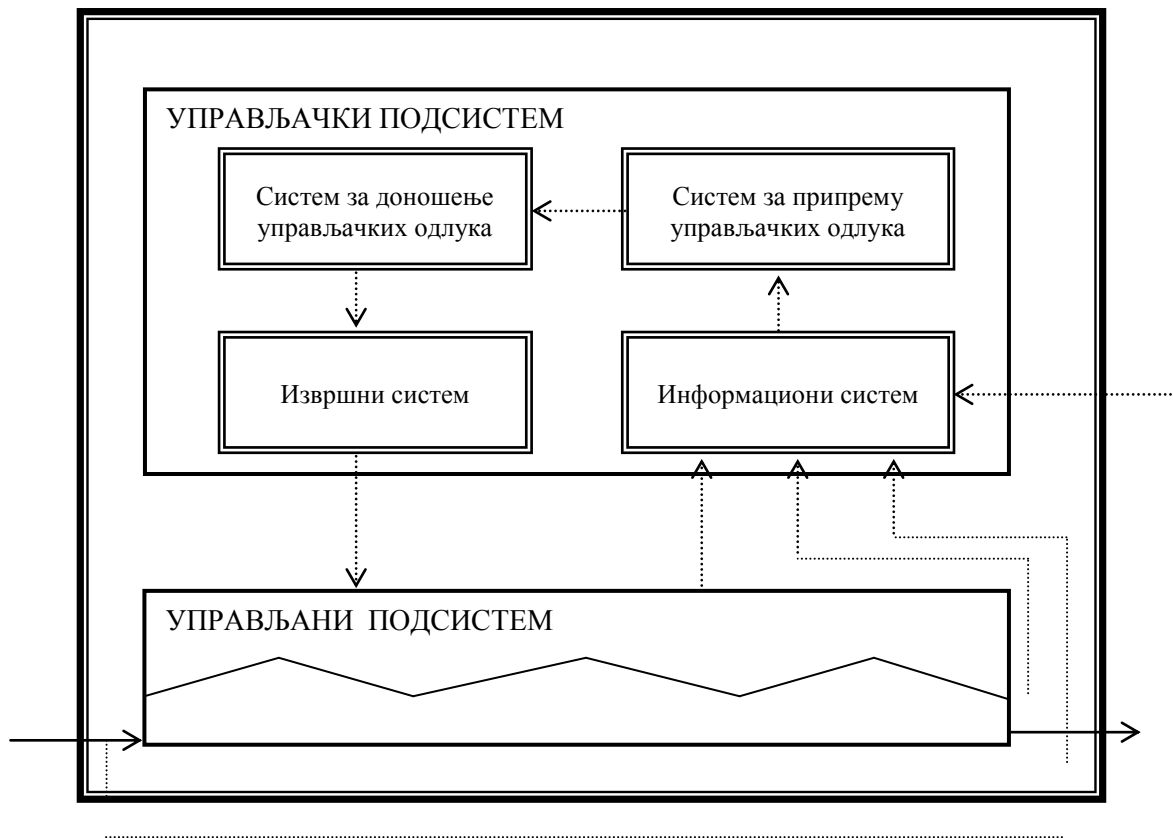 УПРАВЉАЧКИ ПОДСИСТЕМ
Систем за доношење
управљачких одлука
Систем за припрему
управљачких одлука
Извршни систем
Информациони систем
УПРАВЉАНИ ПОДСИСТЕМ